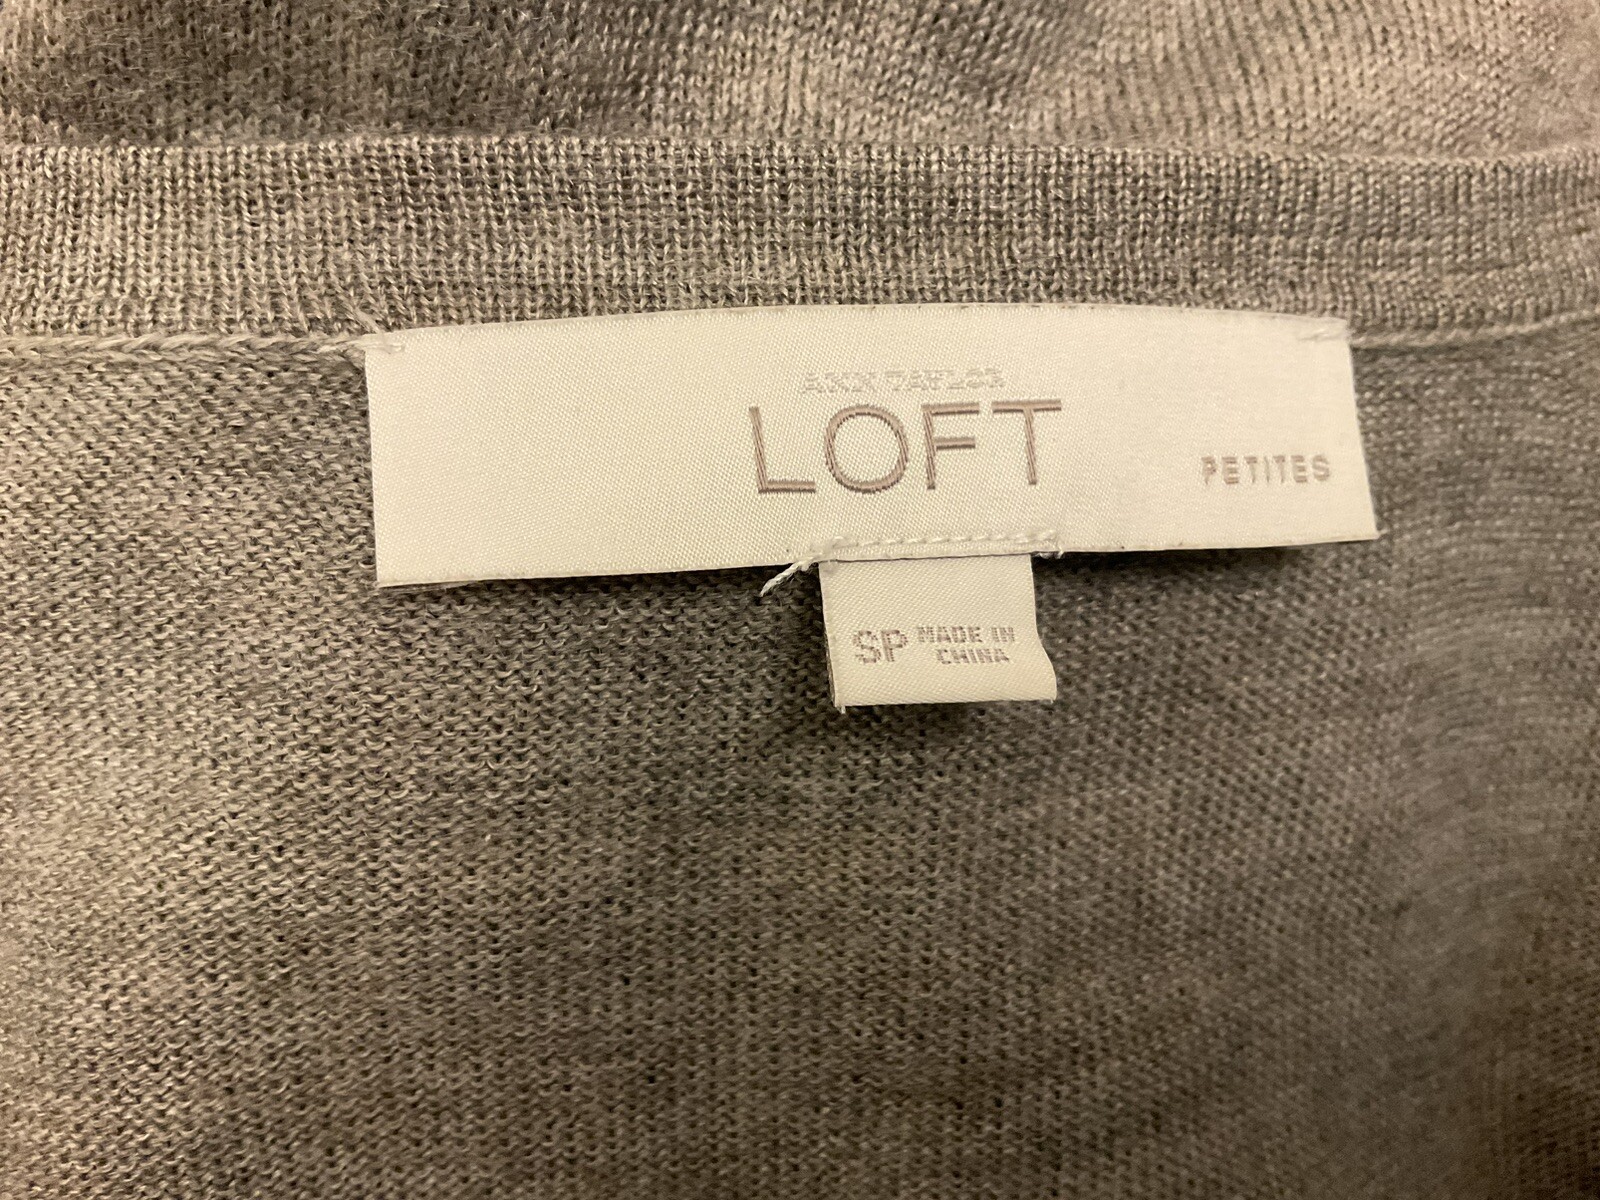 ANN TAYLOR
LOFT
PETITES
SP MADE IN
CHINA